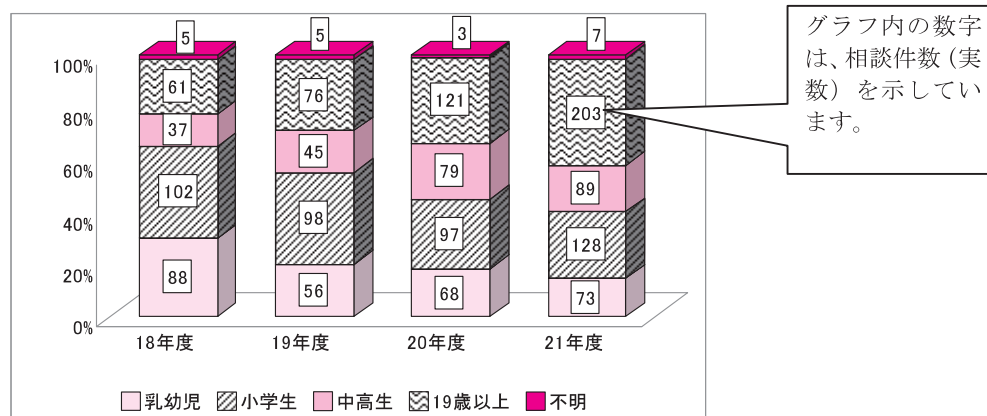 5
5
3
7
グラフ内の数字
は、相談件数（実
数）を示してい
ます。
100%
80%
60%
40%
20%
0%
61
76
121
203
37
45
79
89
102
98
97
128
88
56
68
73
18年度
19年度
20年度
21年度
乳幼児 小学生 中高生 19歳以上 不明